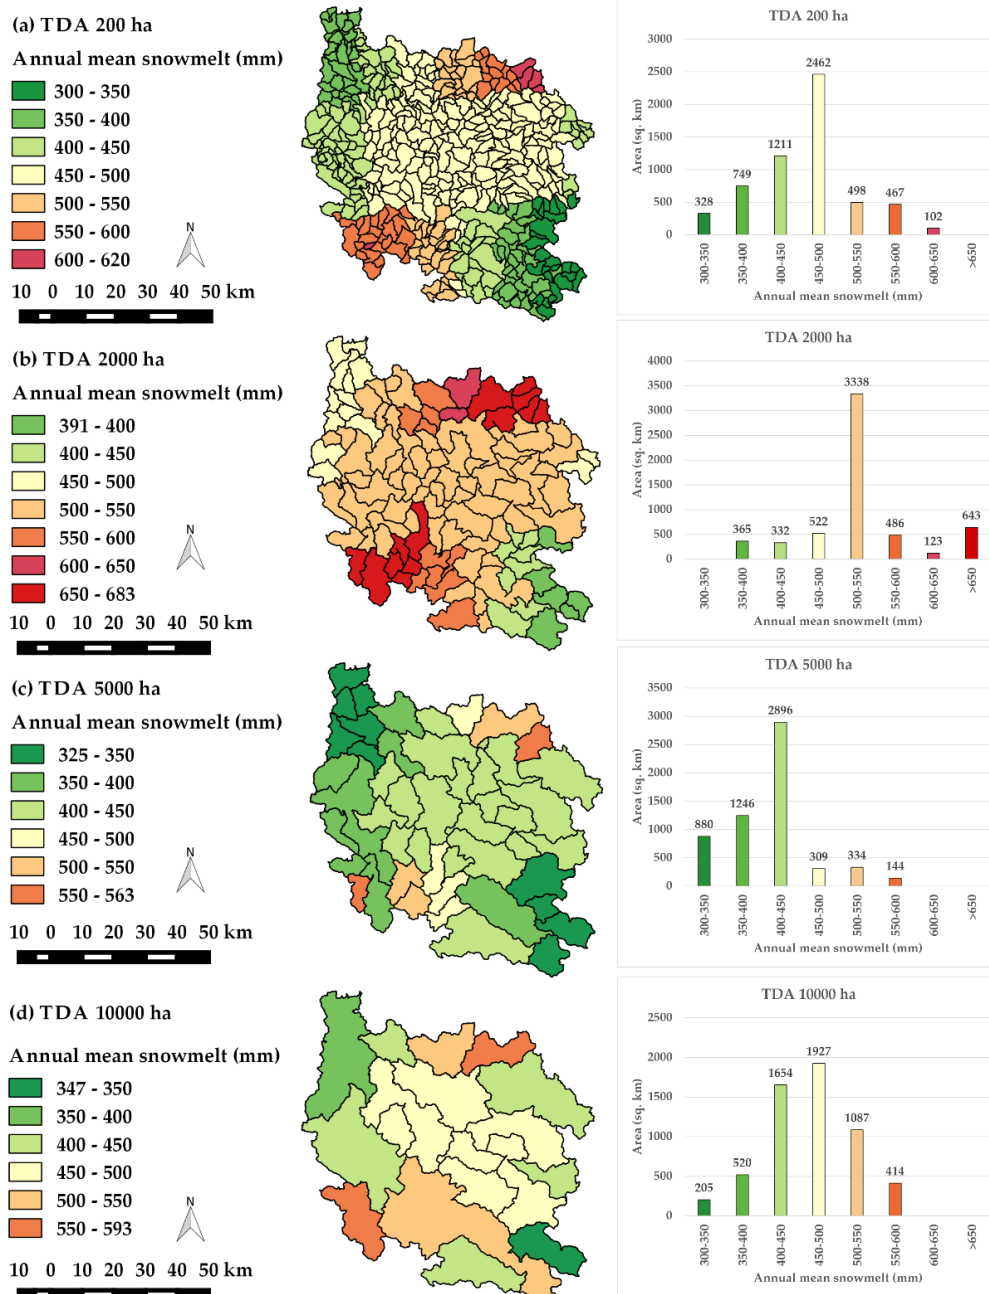 (a) TDA 200 ha
Annual mean snowmelt (mm)
300 - 350
350 - 400
400 - 450
450 - 500
500 - 550
550 - 600
600 - 620
N
10 0 10 20 30 40 50 km
TDA 200
Area (sq. km)
3000
2500
2000
1500
1000
500
0
328
749
1211
2462
498
467
102
300-350
350-400
400-450
450-500
500-550
550-600
600-650
>650
Annual mean snowmelt (mm)
(b) TDA 2000 ha
Annual mean snowmelt (mm)
391 - 400
400 - 450
450 - 500
500 - 550
550 - 600
600 - 650
650 - 683
N
10 0 10 20 30 40 50 km
TDA 2000 ha
Area (sq. km)
4000
3500
3000
2500
2000
1500
1000
500
0
365
332
522
3338
486
123
643
300-350
350-400
400-450
450-500
500-550
550-600
600-650
>650
Annual mean snowmelt (mm)
(c) TDA 5000 ha
Annual mean snowmelt (mm)
325 - 350
350 - 400
400 - 450
450 - 500
500 - 550
550 - 563
N
10 0 10 20 30 40 50 km
TDA 5000 ha
Area (sq. km)
3500
3000
2500
2000
1500
1000
500
0
880
1246
2896
309
334
144
300-350
350-400
400-450
450-500
500-550
550-600
600-650
>650
Annual mean snowmelt (mm)
(d) TDA 10000 ha
Annual mean snowmelt (mm)
347 - 350
350 - 400
400 - 450
450 - 500
500 - 550
550 - 593
N
10 0 10 20 30 40 50 km
TDA 10000 ha
Area (sq. km)
2500
2000
1500
1000
500
0
205
520
1654
1927
1087
414
300-350
350-400
400-450
450-500
500-550
550-600
600-650
>650
Annual mean snowmelt (mm)